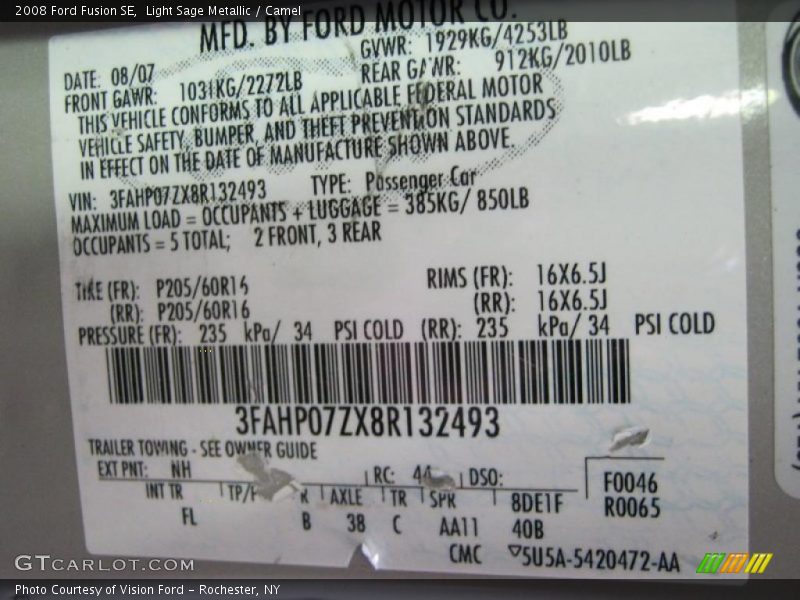 2008 Ford Fusion SE, Light Sage Metallic / Camel
MFD. BY FORD MOTOR CO.
DATE: 08/07 GVWR: 1929KG/4253LB
FRONT GAWR: 1031KG/2272LB REAR GAWR: 912KG/2010LB
THIS VEHICLE CONFORMS TO ALL APPLICABLE FEDERAL MOTOR
VEHICLE SAFETY, BUMPER, AND THEFT PREVENTION STANDARDS
IN EFFECT ON THE DATE OF MANUFACTURE SHOWN ABOVE.
VIN: 3FAHP07ZX8R132493 TYPE: Passenger Car
MAXIMUM LOAD = OCCUPANTS + LUGGAGE = 385KG/ 850LB
OCCUPANTS = 5 TOTAL; 2 FRONT, 3 REAR
TIRE (FR): P205/60R16 RIMS (FR): 16X6.5J
(RR): P205/60R16 (RR): 16X6.5J
PRESSURE (FR): 235 kPa/ 34 PSI COLD (RR): 235 kPa/ 34 PSI COLD
3FAHP07ZX8R132493
TRAILER TOWING - SEE OWNER GUIDE
EXT PNT: NH RC: 44 DSO: F0046
INT TR R AXLE TR SPR 8DE1F R0065
FL B 38 C AA11 40B
CMC ▽5U5A-5420472-AA
GTCARLOT.COM
Photo Courtesy of Vision Ford - Rochester, NY